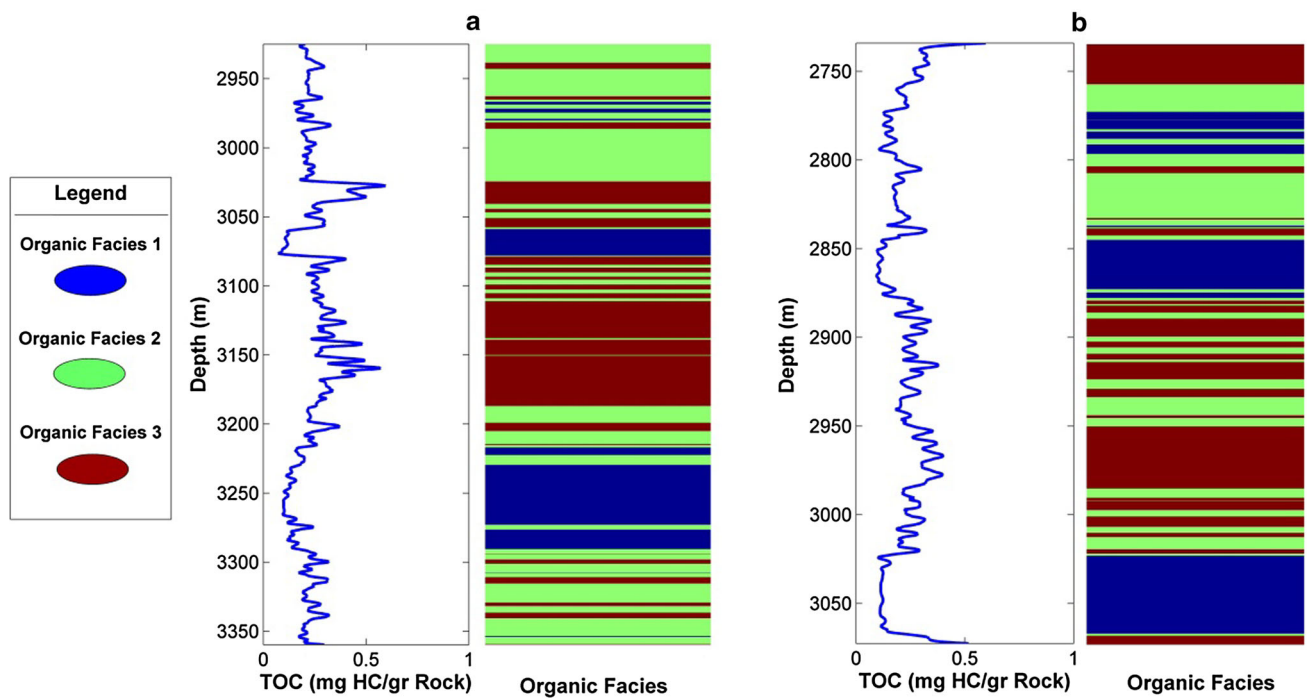 a
b
Legend
Organic Facies 1
Organic Facies 2
Organic Facies 3
Depth (m)
2950
3000
3050
3100
3150
3200
3250
3300
3350
0
0.5
1
TOC (mg HC/gr Rock)
Organic Facies
Depth (m)
2750
2800
2850
2900
2950
3000
3050
0
0.5
1
TOC (mg HC/gr Rock)
Organic Facies